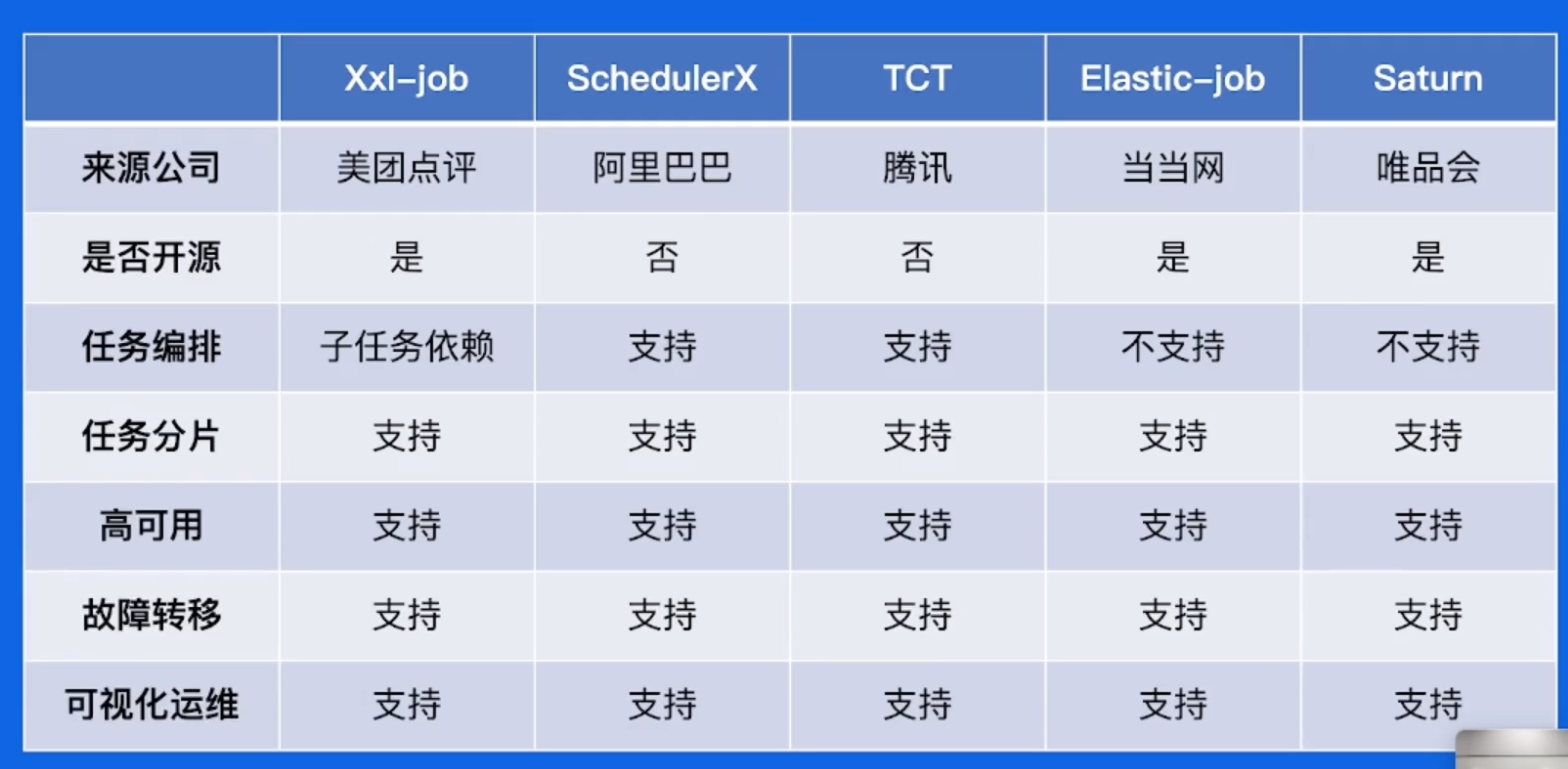 Xxl-job SchedulerX TCT Elastic-job Saturn
来源公司 美团点评 阿里巴巴 腾讯 当当网 唯品会
是否开源 是 否 否 是 是
任务编排 子任务依赖 支持 支持 不支持 不支持
任务分片 支持 支持 支持 支持 支持
高可用 支持 支持 支持 支持 支持
故障转移 支持 支持 支持 支持 支持
可视化运维 支持 支持 支持 支持 支持